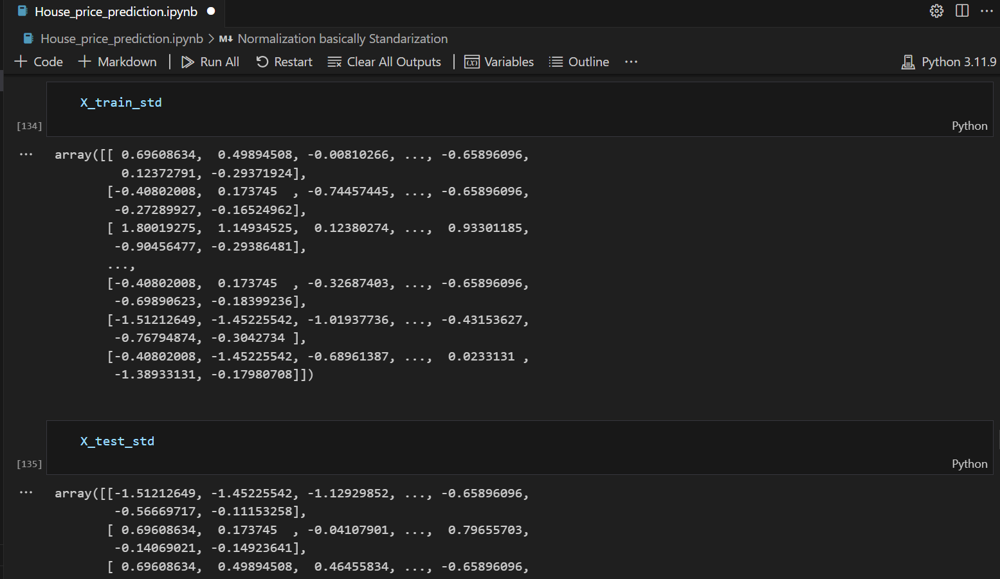 House_price_prediction.ipynb
House_price_prediction.ipynb > M↓ Normalization basically Standarization
+ Code + Markdown | Run All Restart Clear All Outputs | (x) Variables Outline ... Python 3.11.9
X_train_std
[134] Python
... array([[ 0.69608634,  0.49894508, -0.00810266, ..., -0.65896096,
0.12372791, -0.29371924],
[-0.40802008,  0.173745  , -0.74457445, ..., -0.65896096,
-0.27289927, -0.16524962],
[ 1.80019275,  1.14934525,  0.12380274, ...,  0.93301185,
-0.90456477, -0.29386481],
...,
[-0.40802008,  0.173745  , -0.32687403, ..., -0.65896096,
-0.69890623, -0.18399236],
[-1.51212649, -1.45225542, -1.01937736, ..., -0.43153627,
-0.76794874, -0.3042734 ],
[-0.40802008, -1.45225542, -0.68961387, ...,  0.0233131 ,
-1.38933131, -0.17980708]])
X_test_std
[135] Python
... array([[-1.51212649, -1.45225542, -1.12929852, ..., -0.65896096,
-0.56669717, -0.11153258],
[ 0.69608634,  0.173745  , -0.04107901, ...,  0.79655703,
-0.14069021, -0.14923641],
[ 0.69608634,  0.49894508,  0.46455834, ..., -0.65896096,